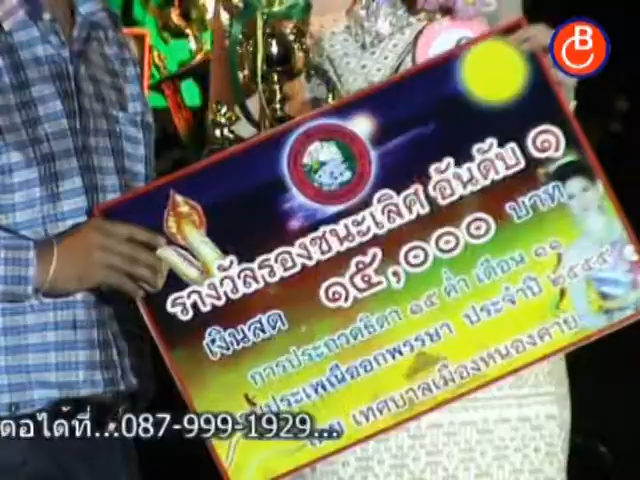 รางวัลรองชนะเลิศ อันดับ ๑
เงินสด ๑๕,๐๐๐ บาท
การประกวดธิดา ๑๕ ค่ำ เดือน ๑๑
ประเพณีออกพรรษา ประจำปี ๒๕๕๕
เทศบาลเมืองหนองคาย
ต่อได้ที่...087-999-1929...